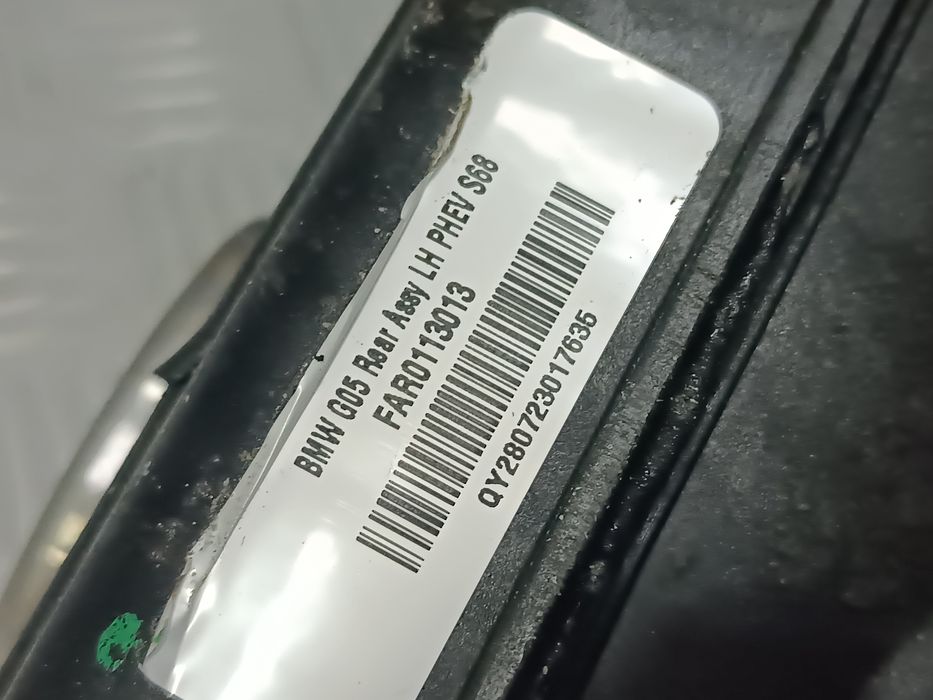 BMW G05 Rear Assy LH PHEV S68
FAR0113013
QY280723017635